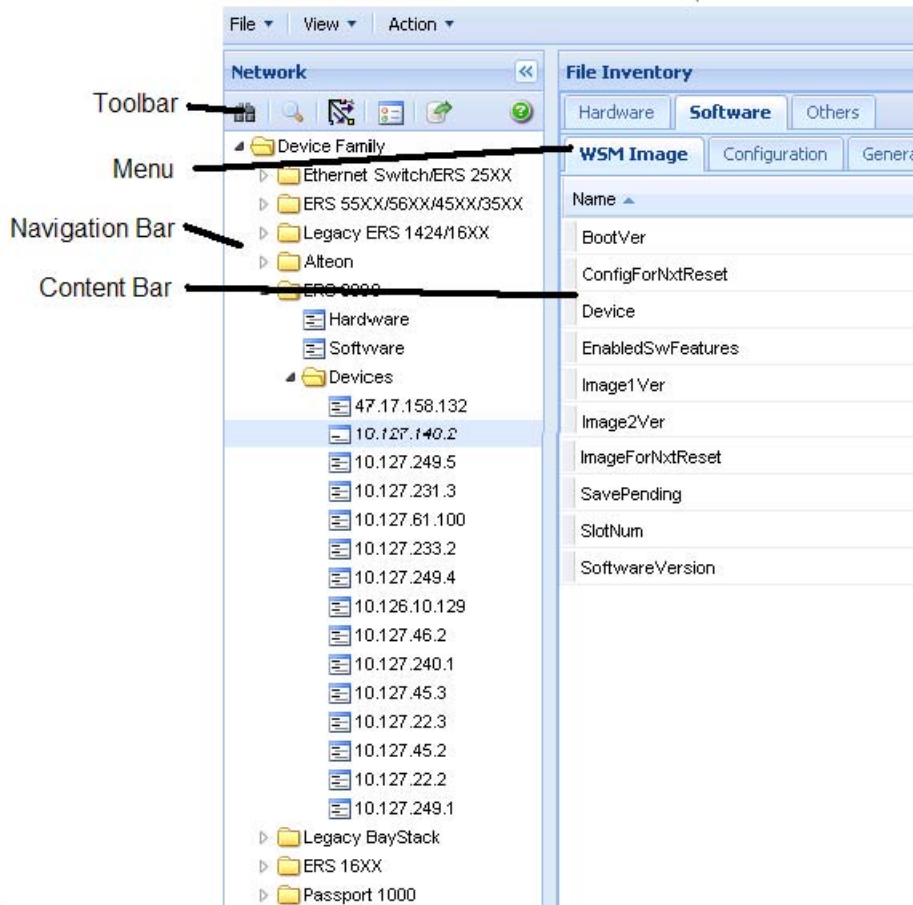 File View Action
Network
File Inventory
Toolbar
Menu
Navigation Bar
Content Bar
Device Family
Ethernet Switch/ERS 25XX
ERS 55XX/56XX/45XX/35XX
Legacy ERS 1424/16XX
Alteon
ERS
Hardware
Software
Devices
47.17.158.132
10.127.140.2
10.127.249.5
10.127.231.3
10.127.61.100
10.127.233.2
10.127.249.4
10.126.10.129
10.127.46.2
10.127.240.1
10.127.45.3
10.127.22.3
10.127.45.2
10.127.22.2
10.127.249.1
Legacy BayStack
ERS 16XX
Passport 1000
Hardware Software Others
WSM Image Configuration Genera
Name
BootVer
ConfigForNxtReset
Device
EnabledSwFeatures
Image1Ver
Image2Ver
ImageForNxtReset
SavePending
SlotNum
SoftwareVersion